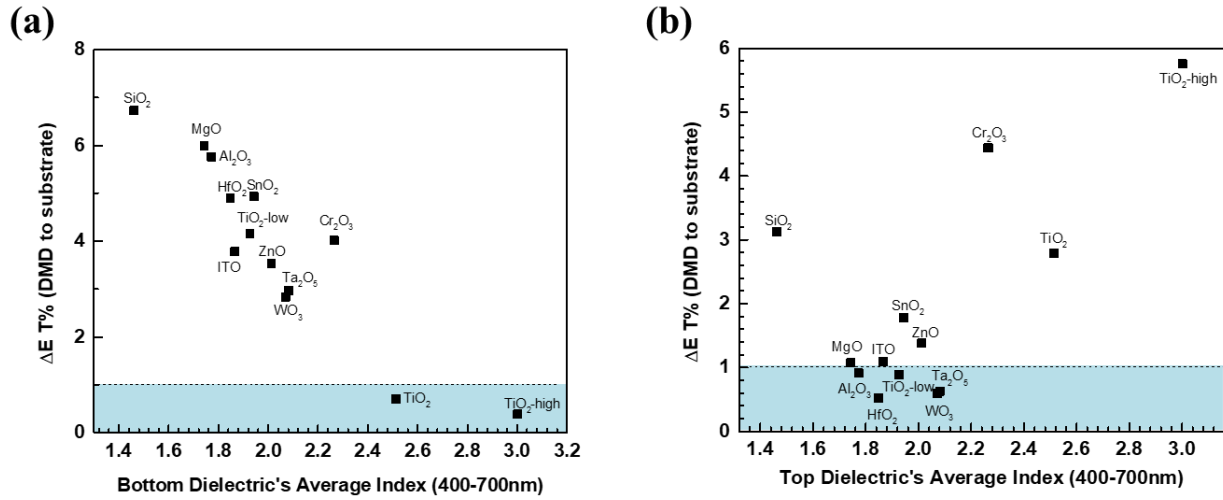 (a)
ΔE T% (DMD to substrate)
8
6
4
2
0
SiO₂
MgO
Al₂O₃
HfO₂
SnO₂
TiO₂-low
Cr₂O₃
ITO
ZnO
Ta₂O₅
WO₃
TiO₂
TiO₂-high
1.4 1.6 1.8 2.0 2.2 2.4 2.6 2.8 3.0 3.2
Bottom Dielectric's Average Index (400-700nm)
(b)
ΔE T% (DMD to substrate)
6
5
4
3
2
1
0
TiO₂-high
Cr₂O₃
SiO₂
TiO₂
SnO₂
ZnO
MgO
ITO
Al₂O₃
TiO₂-low
Ta₂O₅
HfO₂
WO₃
1.4 1.6 1.8 2.0 2.2 2.4 2.6 2.8 3.0
Top Dielectric's Average Index (400-700nm)